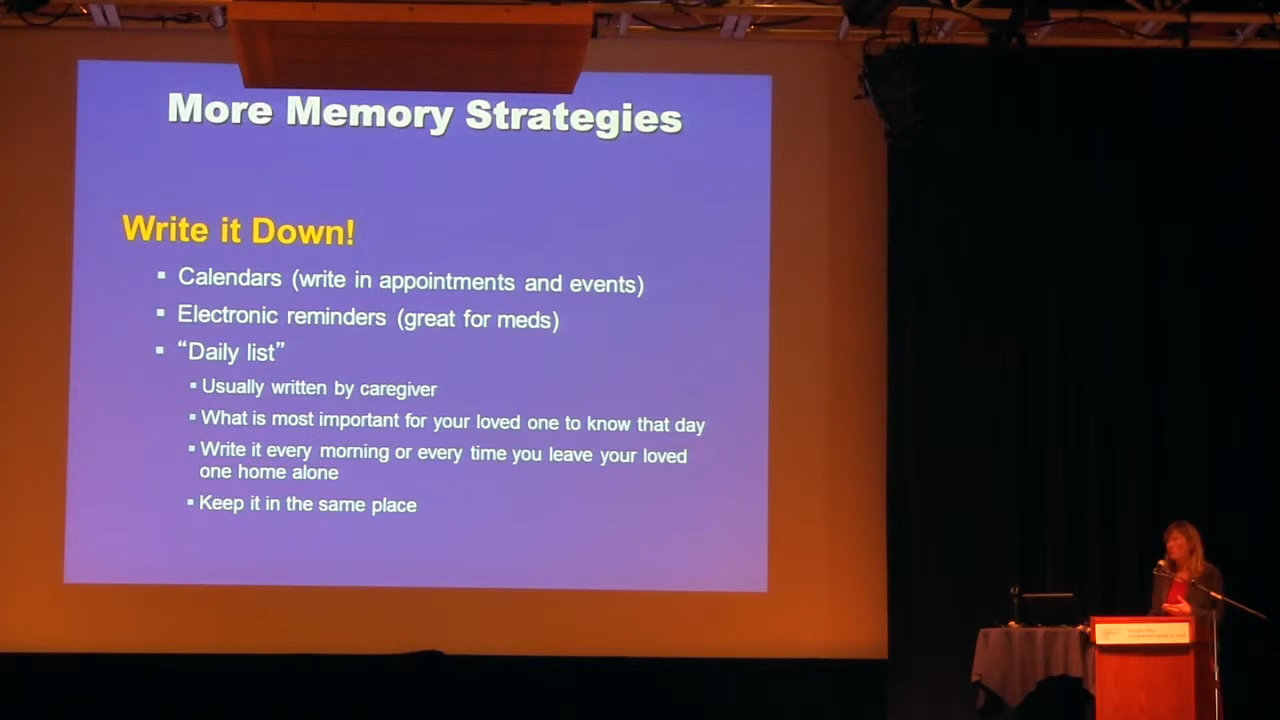 More Memory Strategies
Write it Down!
▪ Calendars (write in appointments and events)
▪ Electronic reminders (great for meds)
▪ “Daily list”
▪ Usually written by caregiver
▪ What is most important for your loved one to know that day
▪ Write it every morning or every time you leave your loved
one home alone
▪ Keep it in the same place